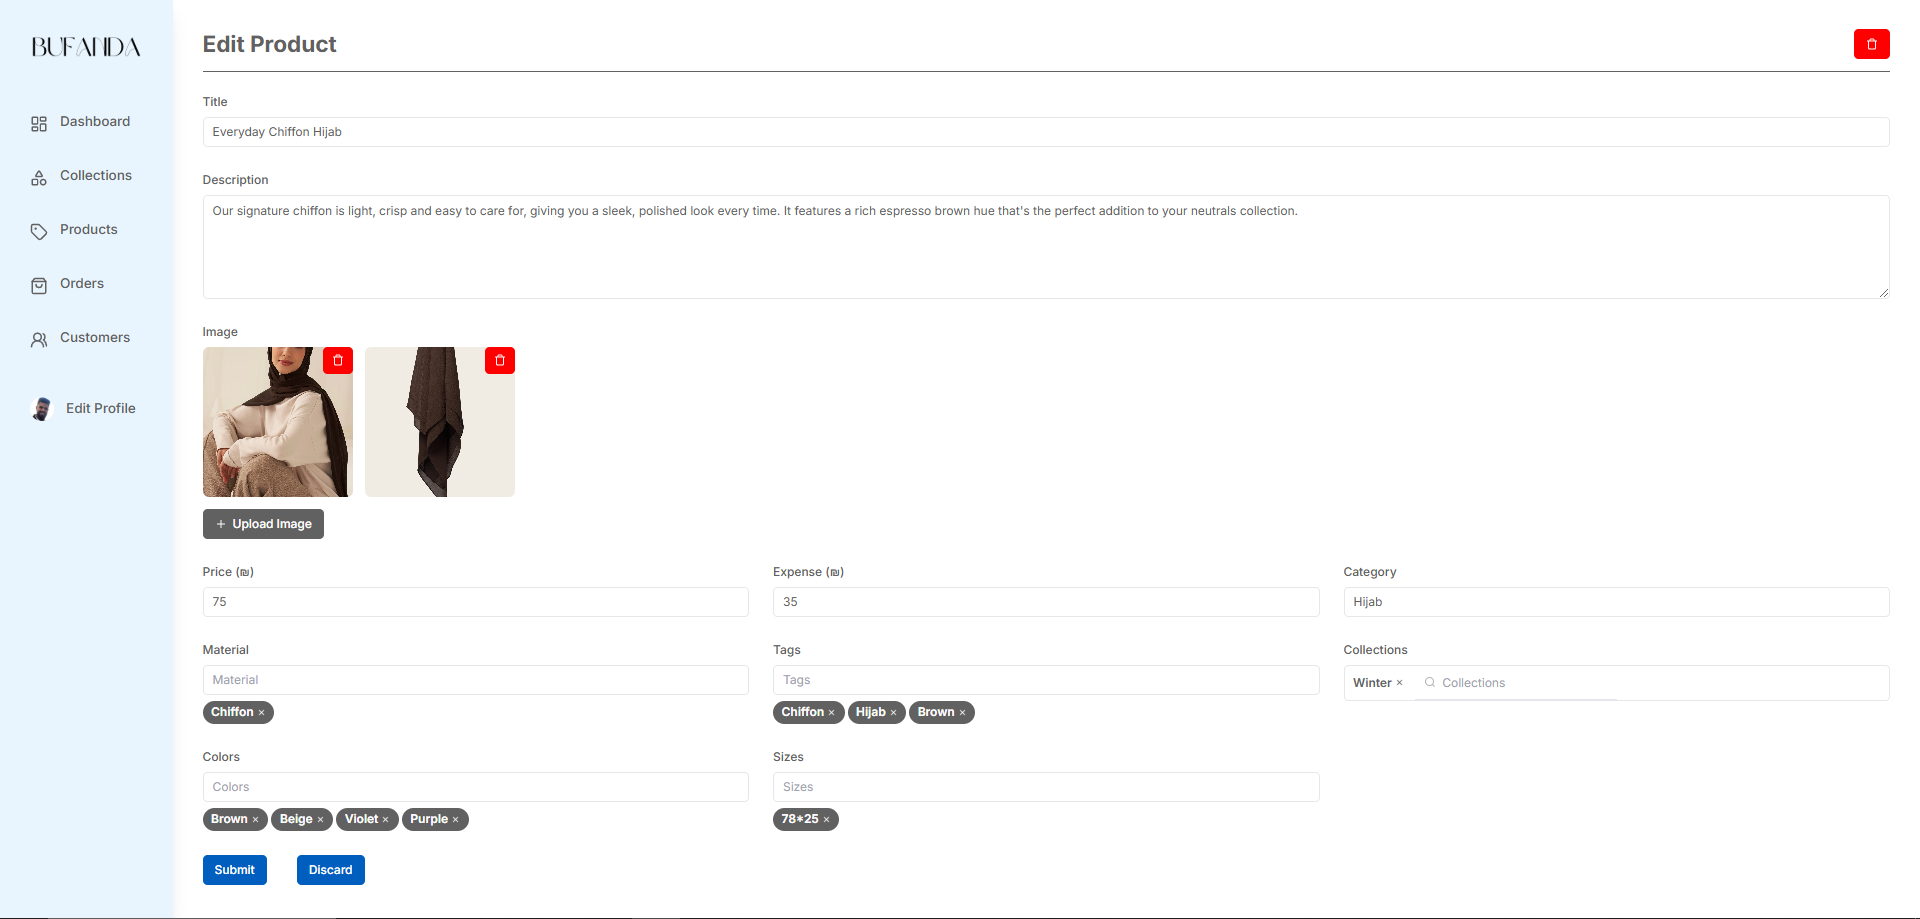 BUFANDA
Dashboard
Collections
Products
Orders
Customers
Edit Profile
Edit Product
Title
Everyday Chiffon Hijab
Description
Our signature chiffon is light, crisp and easy to care for, giving you a sleek, polished look every time. It features a rich espresso brown hue that's the perfect addition to your neutrals collection.
Image
+ Upload Image
Price (₪) Expense (₪) Category
75 35 Hijab
Material Tags Collections
Material Tags Winter × Collections
Chiffon × Chiffon × Hijab × Brown ×
Colors Sizes
Colors Sizes
Brown × Beige × Violet × Purple × 78*25 ×
Submit Discard